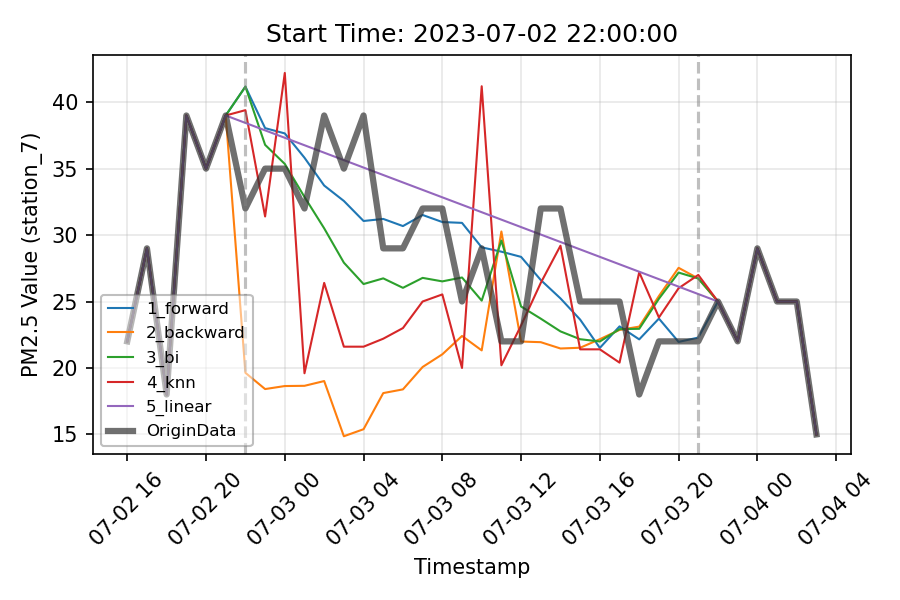 Start Time: 2023-07-02 22:00:00
PM2.5 Value (station_7)
40
35
30
25
20
15
1_forward
2_backward
3_bi
4_knn
5_linear
OriginData
07-02 16
07-02 20
07-03 00
07-03 04
07-03 08
07-03 12
07-03 16
07-03 20
07-04 00
07-04 04
Timestamp